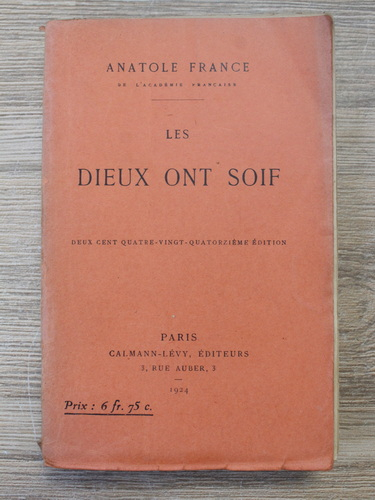 ANATOLE FRANCE
DE L'ACADÉMIE FRANÇAISE
LES
DIEUX ONT SOIF
DEUX CENT QUATRE-VINGT-QUATORZIÈME ÉDITION
PARIS
CALMANN-LÉVY, ÉDITEURS
3, RUE AUBER, 3
1924
Prix : 6 fr. 75 c.